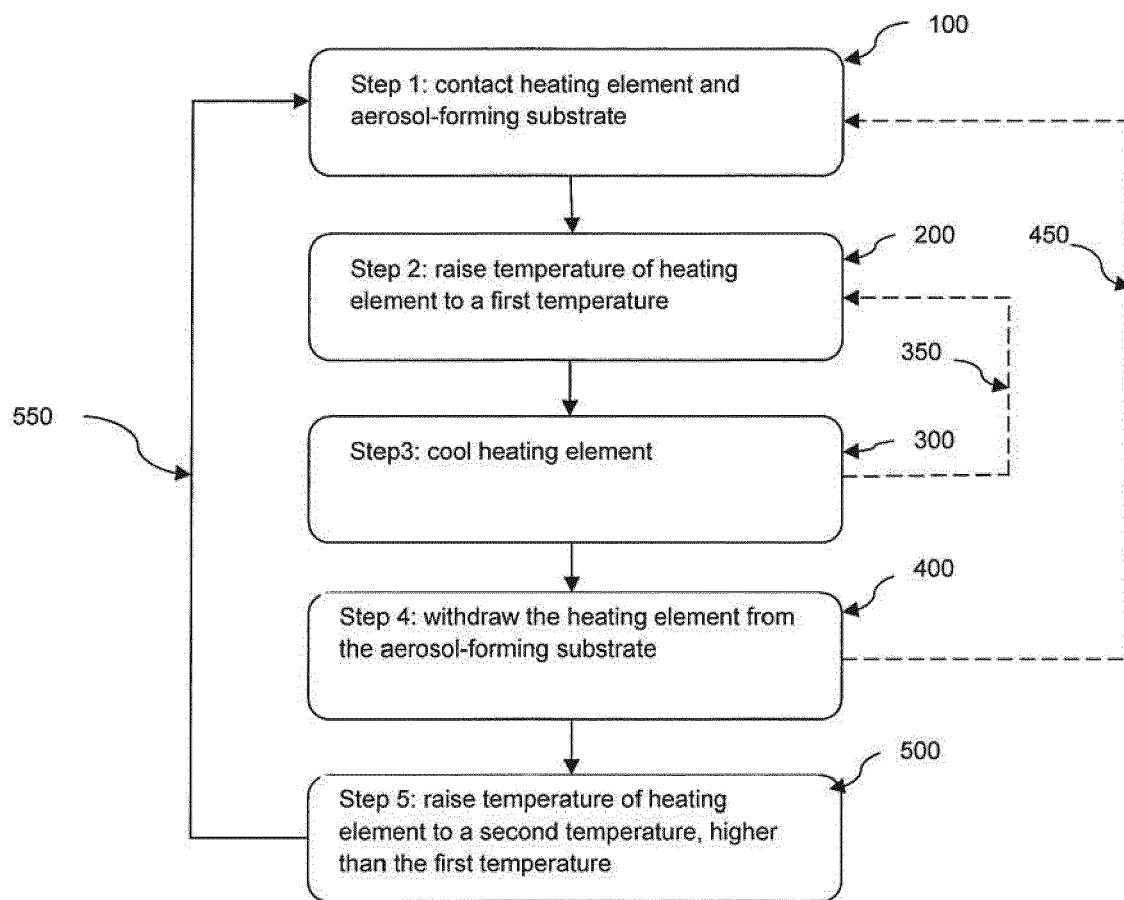 100
Step 1: contact heating element and
aerosol-forming substrate
200
450
Step 2: raise temperature of heating
element to a first temperature
350
550
300
Step3: cool heating element
400
Step 4: withdraw the heating element from
the aerosol-forming substrate
500
Step 5: raise temperature of heating
element to a second temperature, higher
than the first temperature